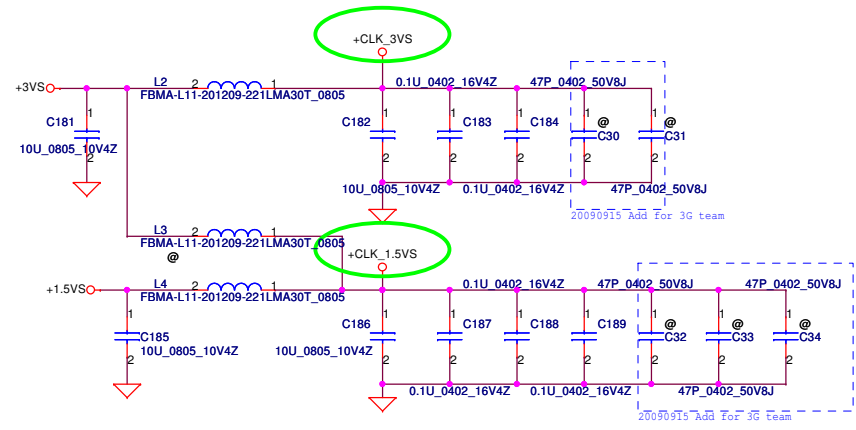 +CLK_3VS
+3VS
L2
2
1
FBMA-L11-201209-221LMA30T_0805
0.1U_0402_16V4Z
47P_0402_50V8J
C181
1
2
10U_0805_10V4Z
C182
1
2
C183
1
2
C184
1
2
@
C30
1
2
@
C31
1
2
10U_0805_10V4Z
0.1U_0402_16V4Z
47P_0402_50V8J
20090915 Add for 3G team
L3
2
1
FBMA-L11-201209-221LMA30T_0805
@
+CLK_1.5VS
+1.5VS
L4
2
1
FBMA-L11-201209-221LMA30T_0805
0.1U_0402_16V4Z
47P_0402_50V8J
47P_0402_50V8J
1
C185
2
10U_0805_10V4Z
C186
1
2
10U_0805_10V4Z
C187
1
2
C188
1
2
C189
1
2
@
C32
1
2
@
C33
1
2
@
C34
1
2
0.1U_0402_16V4Z
0.1U_0402_16V4Z
47P_0402_50V8J
20090915 Add for 3G team